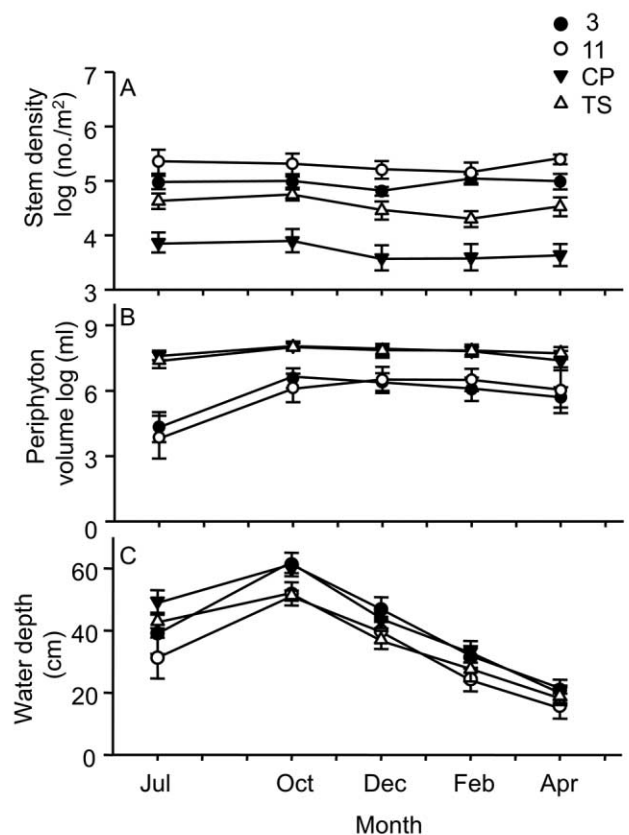 3
11
CP
TS
A
Stem density
log (no./m²)
7
6
5
4
3
B
Periphyton
volume log (ml)
9
6
3
0
C
Water depth
(cm)
60
40
20
0
Jul Oct Dec Feb Apr
Month